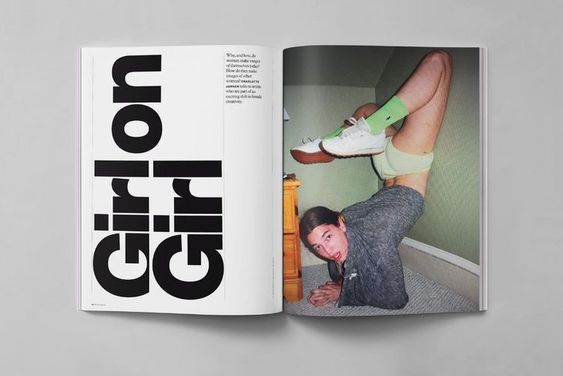 Girl on
Girl
Why, and how, do
women make images
of themselves today?
How do they make
images of other
women? CHARLOTTE
JANSEN talks to artists
who are part of an
exciting shift in female
creativity